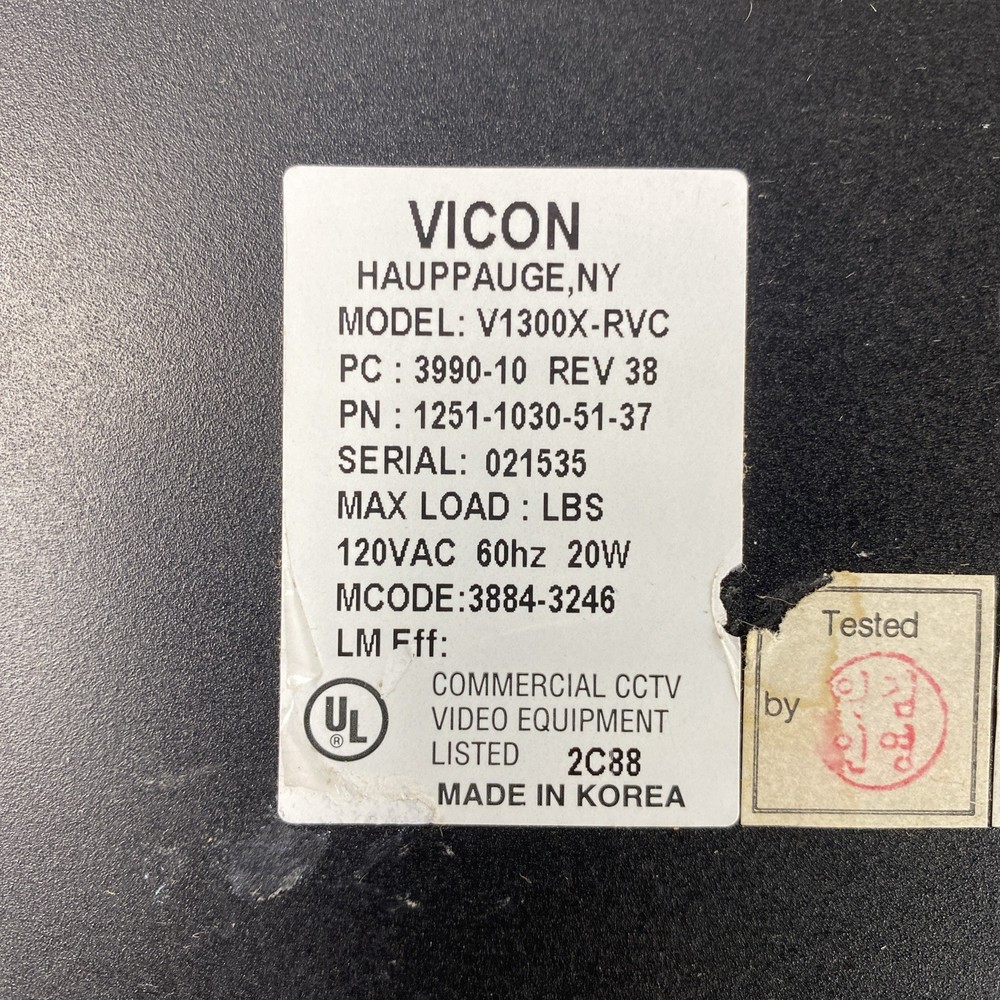 VICON
HAUPPAUGE,NY
MODEL: V1300X-RVC
PC : 3990-10 REV 38
PN : 1251-1030-51-37
SERIAL: 021535
MAX LOAD : LBS
120VAC 60hz 20W
MCODE:3884-3246
LM Eff:
UL
®
COMMERCIAL CCTV
VIDEO EQUIPMENT
LISTED 2C88
MADE IN KOREA
Tested
by